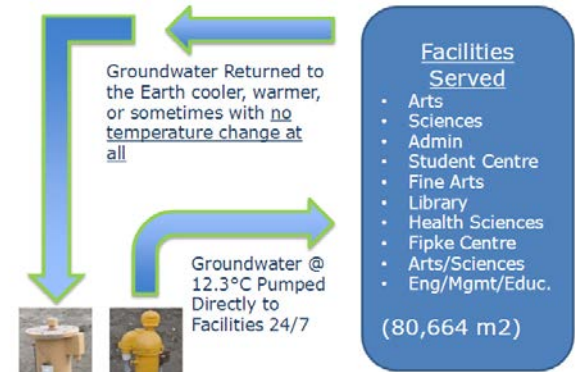 Groundwater Returned to
the Earth cooler, warmer,
or sometimes with no
temperature change at
all
Groundwater @
12.3°C Pumped
Directly to
Facilities 24/7
Facilities
Served
• Arts
• Sciences
• Admin
• Student Centre
• Fine Arts
• Library
• Health Sciences
• Fipke Centre
• Arts/Sciences
• Eng/Mgmt/Educ.
(80,664 m2)